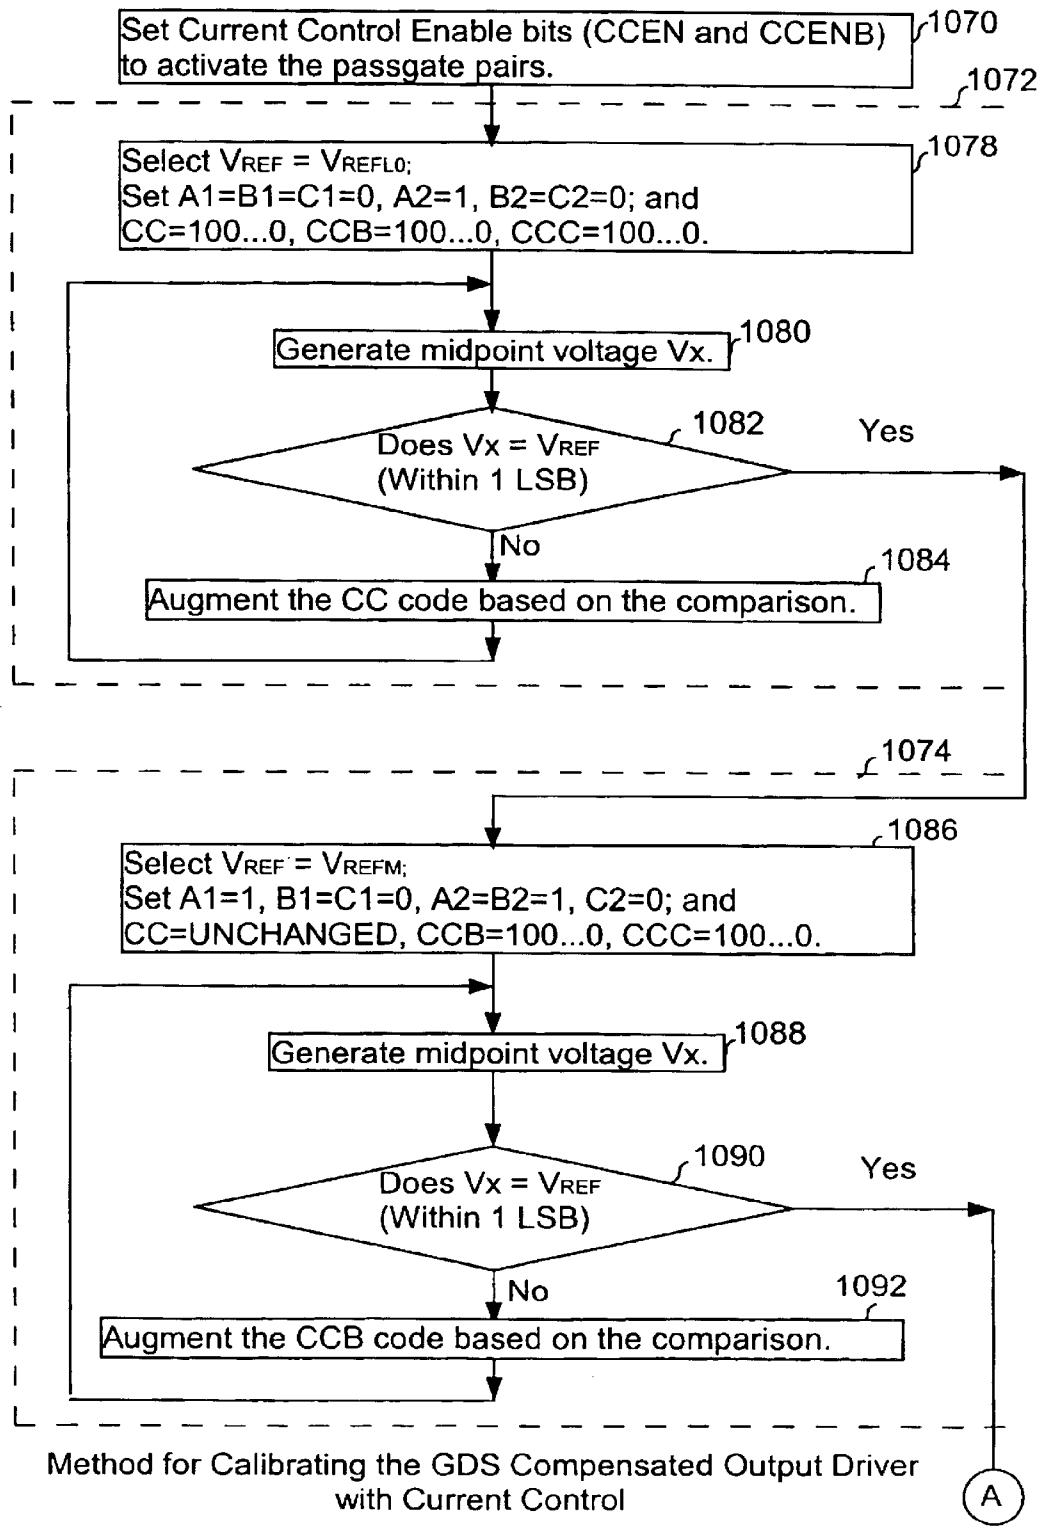 Set Current Control Enable bits (CCEN and CCENB)
to activate the passgate pairs.
1070
1072
Select VREF = VREFL0;
Set A1=B1=C1=0, A2=1, B2=C2=0; and
CC=100...0, CCB=100...0, CCC=100...0.
1078
Generate midpoint voltage Vx.
1080
Does Vx = VREF
(Within 1 LSB)
1082
Yes
No
1084
Augment the CC code based on the comparison.
1074
1086
Select VREF = VREFM;
Set A1=1, B1=C1=0, A2=B2=1, C2=0; and
CC=UNCHANGED, CCB=100...0, CCC=100...0.
Generate midpoint voltage Vx.
1088
Does Vx = VREF
(Within 1 LSB)
1090
Yes
No
1092
Augment the CCB code based on the comparison.
Method for Calibrating the GDS Compensated Output Driver
with Current Control
A